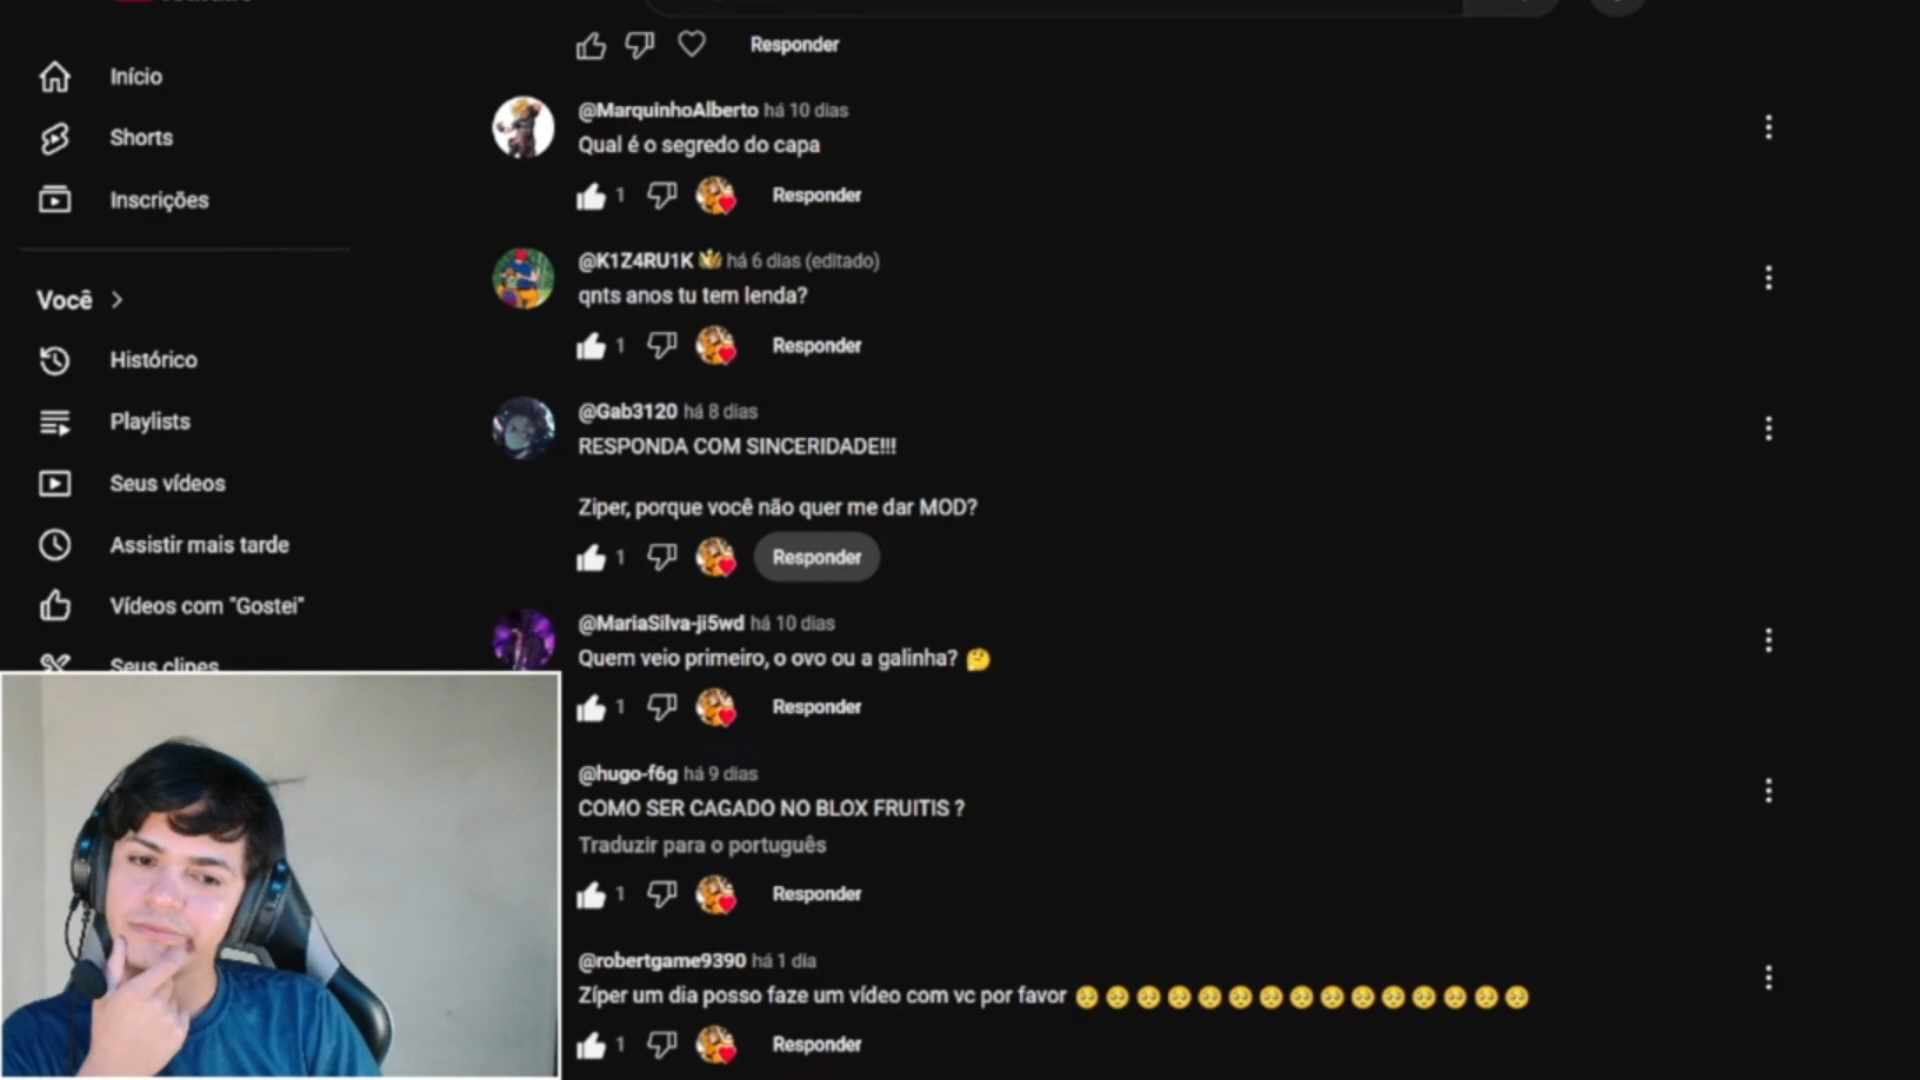 Responder
Início
Shorts
Inscrições
Você
Histórico
Playlists
Seus vídeos
Assistir mais tarde
Vídeos com "Gostei"
Seus clipes
@MarquinhoAlberto há 10 dias
Qual é o segredo do capa
1 Responder
@K1Z4RU1K 👑 há 6 dias (editado)
qnts anos tu tem lenda?
1 Responder
@Gab3120 há 8 dias
RESPONDA COM SINCERIDADE!!!
Ziper, porque você não quer me dar MOD?
1 Responder
@MariaSilva-ji5wd há 10 dias
Quem veio primeiro, o ovo ou a galinha? 🤔
1 Responder
@hugo-f6g há 9 dias
COMO SER CAGADO NO BLOX FRUITIS ?
Traduzir para o português
1 Responder
@robertgame9390 há 1 dia
Zíper um dia posso faze um vídeo com vc por favor 🥺🥺🥺🥺🥺🥺🥺🥺🥺🥺🥺🥺🥺🥺🥺
1 Responder